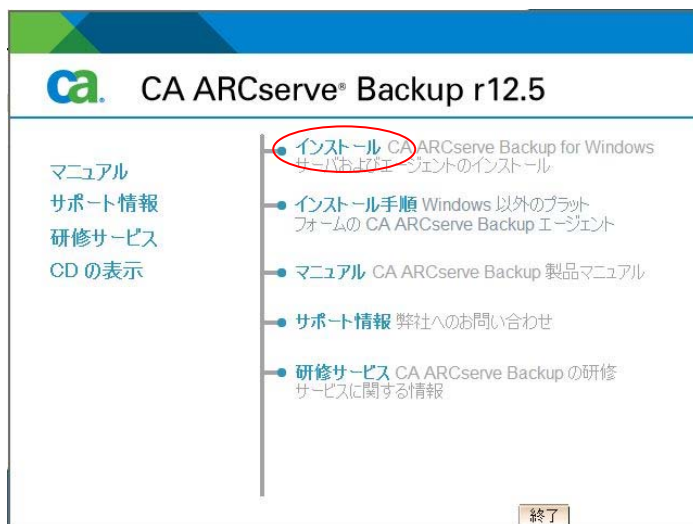 ca.
CA ARCserve® Backup r12.5
マニュアル
サポート情報
研修サービス
CD の表示
インストール CA ARCserve Backup for Windows
サーバおよびエージェントのインストール
インストール手順 Windows 以外のプラット
フォームの CA ARCserve Backup エージェント
マニュアル CA ARCserve Backup 製品マニュアル
サポート情報 弊社へのお問い合わせ
研修サービス CA ARCserve Backup の研修
サービスに関する情報
終了